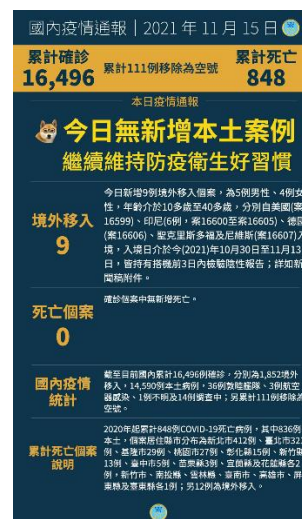 國內疫情通報｜2021 年 11 月 15 日
累計確診
16,496
累計111例移除為空號
累計死亡
848
本日疫情通報
今日無新增本土案例
繼續維持防疫衛生好習慣
境外移入
9
今日新增9例境外移入個案，為5例男性、4例女
性，年齡介於10多歲至40多歲，分別自美國(案
16599)、印尼(6例，案16600至案16605)、德國
(案16606)、聖克里斯多福及尼維斯(案16607)入
境，入境日介於今(2021)年10月30日至11月13
日，皆持有搭機前3日內檢驗陰性報告；詳如新
聞稿附件。
死亡個案
0
確診個案中無新增死亡。
國內疫情
統計
截至目前國內累計16,496例確診，分別為1,852境外
移入，14,590例本土病例，36例敦睦艦隊、3例航空
器感染、1例不明及14例調查中；另累計111例移除為
空號。
累計死亡個案
說明
2020年起累計848例COVID-19死亡病例，其中836例
本土，個案居住縣市分布為新北市412例、臺北市32
例、基隆市29例、桃園市27例、彰化縣15例、新竹縣
13例、臺中市5例、苗栗縣3例、宜蘭縣及花蓮縣各2
例，新竹市、南投縣、雲林縣、臺南市、高雄市、屏
東縣及臺東縣各1例；另12例為境外移入。